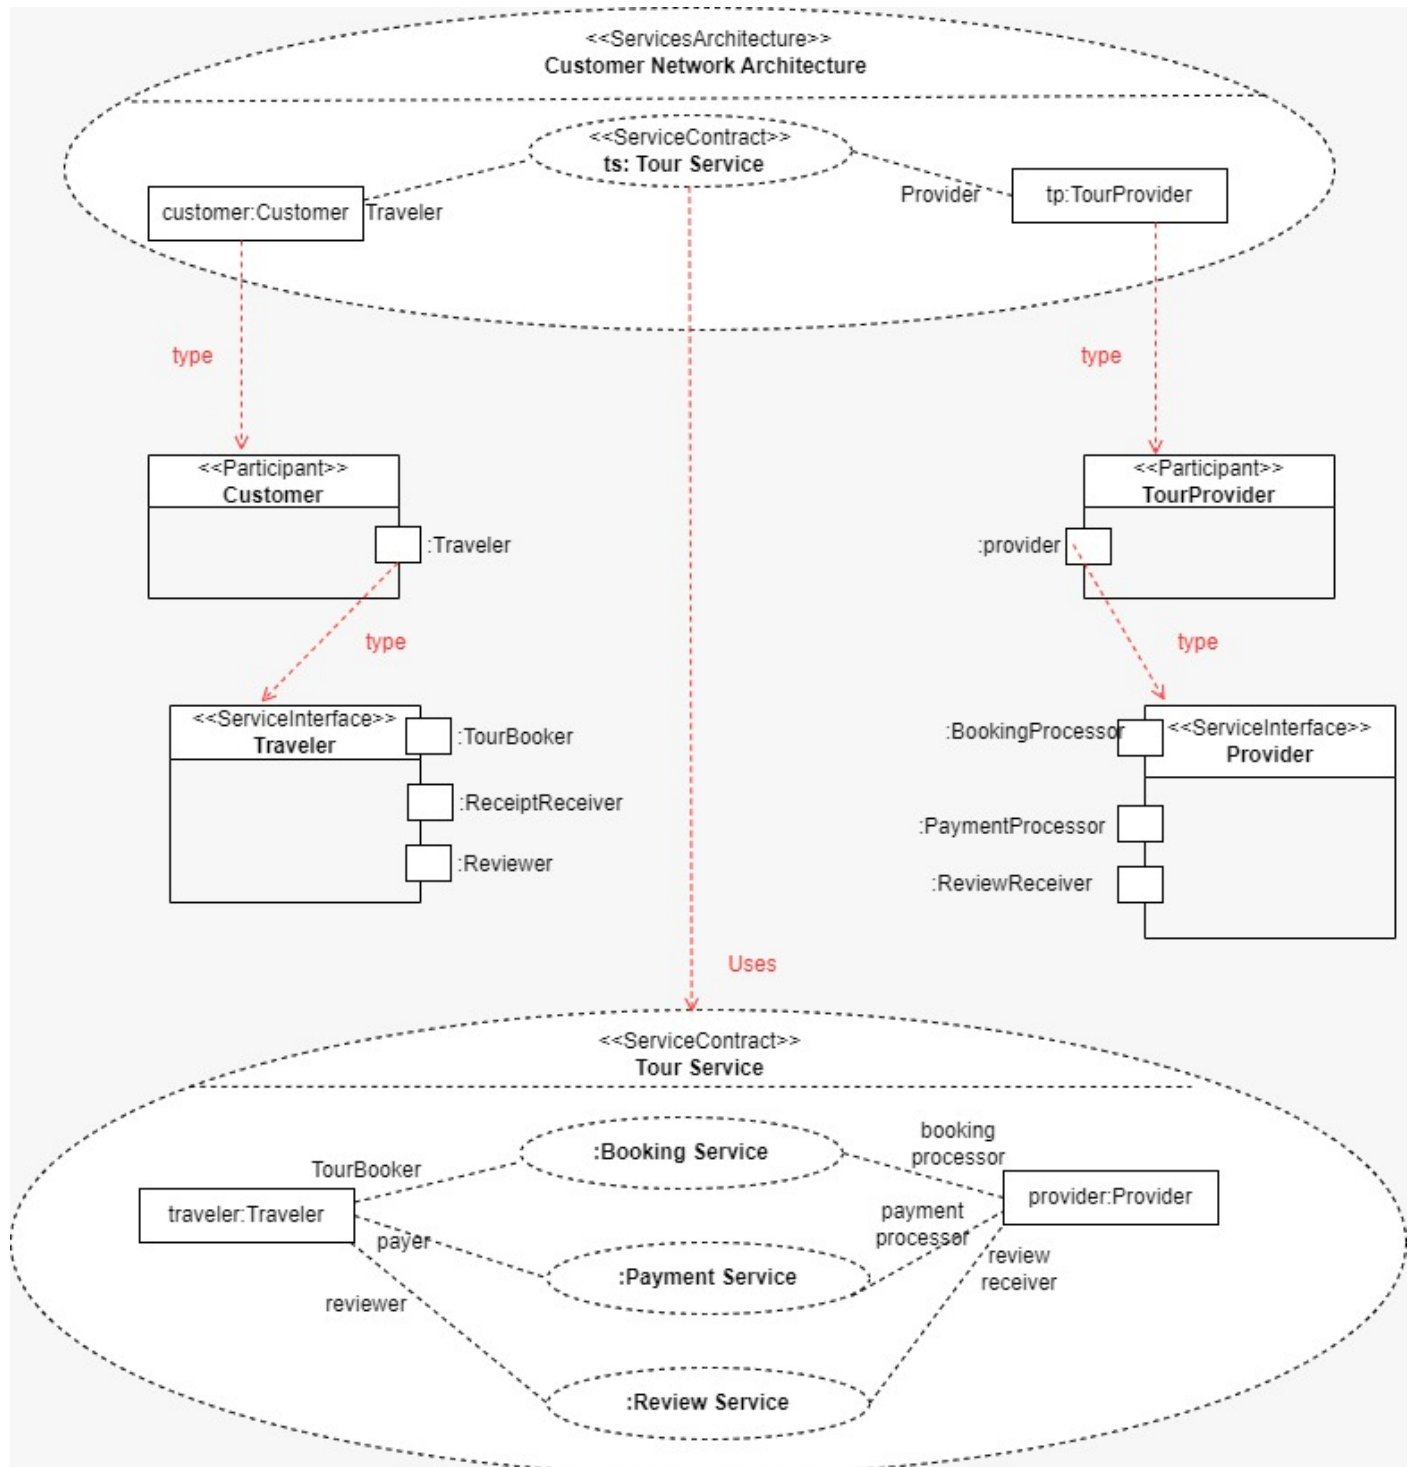 <<ServicesArchitecture>>
Customer Network Architecture
<<ServiceContract>>
ts: Tour Service
customer:Customer
Traveler
Provider
tp:TourProvider
type
type
<<Participant>>
Customer
:Traveler
<<Participant>>
TourProvider
:provider
type
type
<<ServiceInterface>>
Traveler
:TourBooker
:ReceiptReceiver
:Reviewer
:BookingProcessor
<<ServiceInterface>>
Provider
:PaymentProcessor
:ReviewReceiver
Uses
<<ServiceContract>>
Tour Service
TourBooker
:Booking Service
booking
processor
traveler:Traveler
provider:Provider
payer
:Payment Service
payment
processor
reviewer
review
receiver
:Review Service